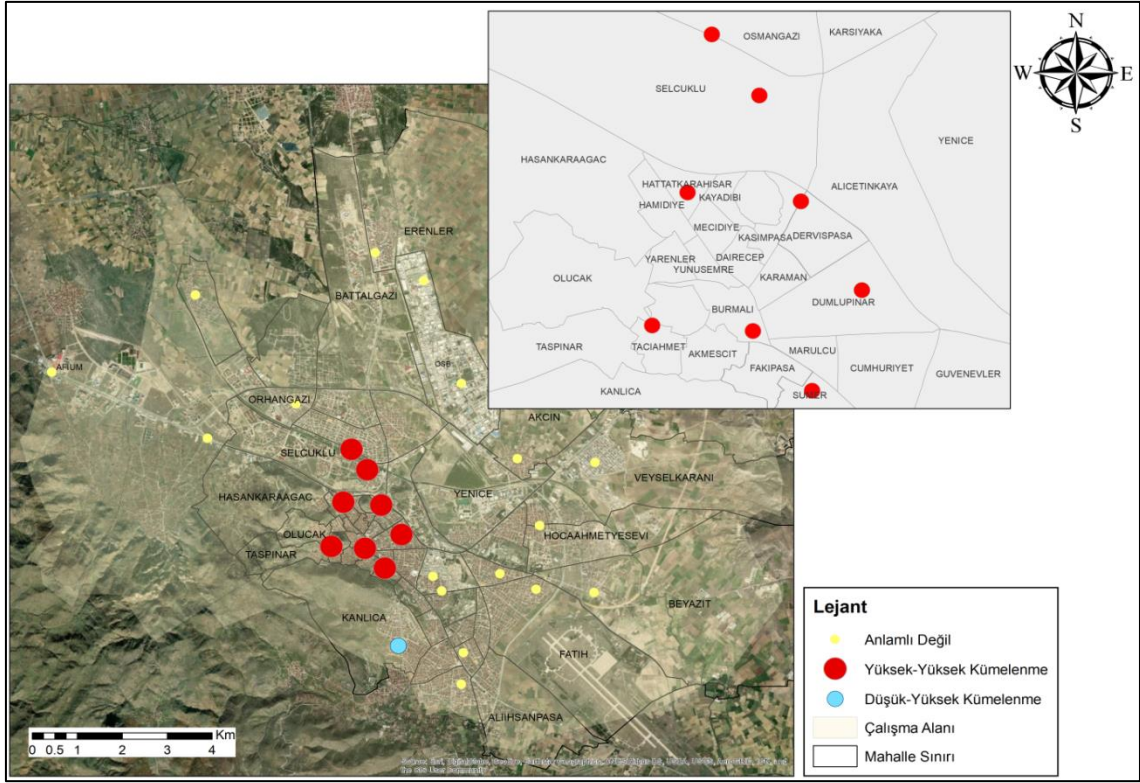 N
W E
S
OSMANGAZI
KARSIYAKA
SELCUKLU
YENICE
HASANKARAAGAC
HATTATKARAHISAR
ALICETINKAYA
HAMIDIYE
KAYADIBI
MECIDIYE
KASIMPASA
DERVISPASA
YARENLER
DAIRECEP
YUNUSEMRE
OLUCAK
KARAMAN
DUMLUPINAR
BURMALI
TASPINAR
TACIAHMET
AKMESCIT
MARULCU
FAKIPASA
CUMHURIYET
GUVENEVLER
KANLICA
SUMER
ERENLER
BATTALGAZI
OSB
AFIUM
ORHANGAZI
AKCIN
SELCUKLU
VEYSELKARANI
YENICE
HASANKARAAGAC
OLUCAK
HOCAAHMETYESEVI
TASPINAR
BEYAZIT
KANLICA
FATIH
ALIIHSANPASA
Km
0 0.5 1 2 3 4
Lejant
Anlamlı Değil
Yüksek-Yüksek Kümelenme
Düşük-Yüksek Kümelenme
Çalışma Alanı
Mahalle Sınırı